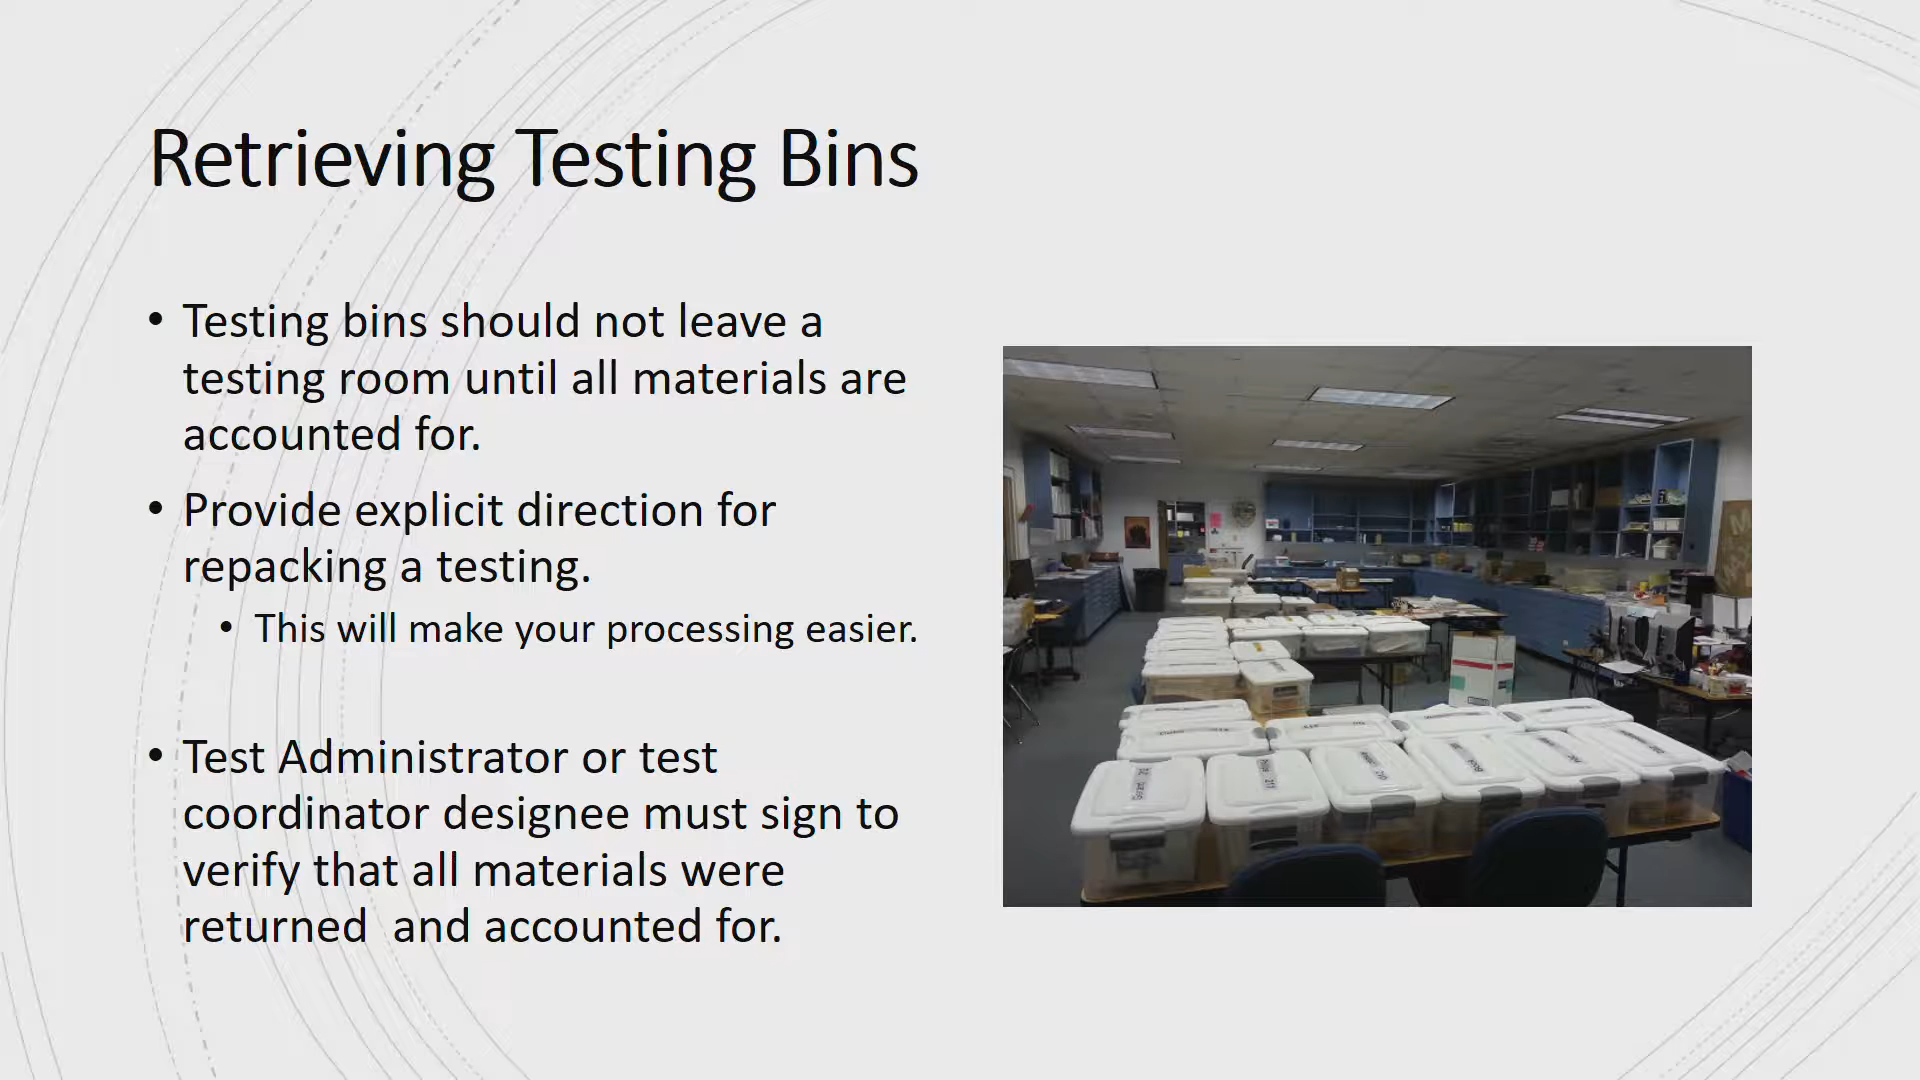 Retrieving Testing Bins
• Testing bins should not leave a
testing room until all materials are
accounted for.
• Provide explicit direction for
repacking a testing.
• This will make your processing easier.
• Test Administrator or test
coordinator designee must sign to
verify that all materials were
returned  and accounted for.